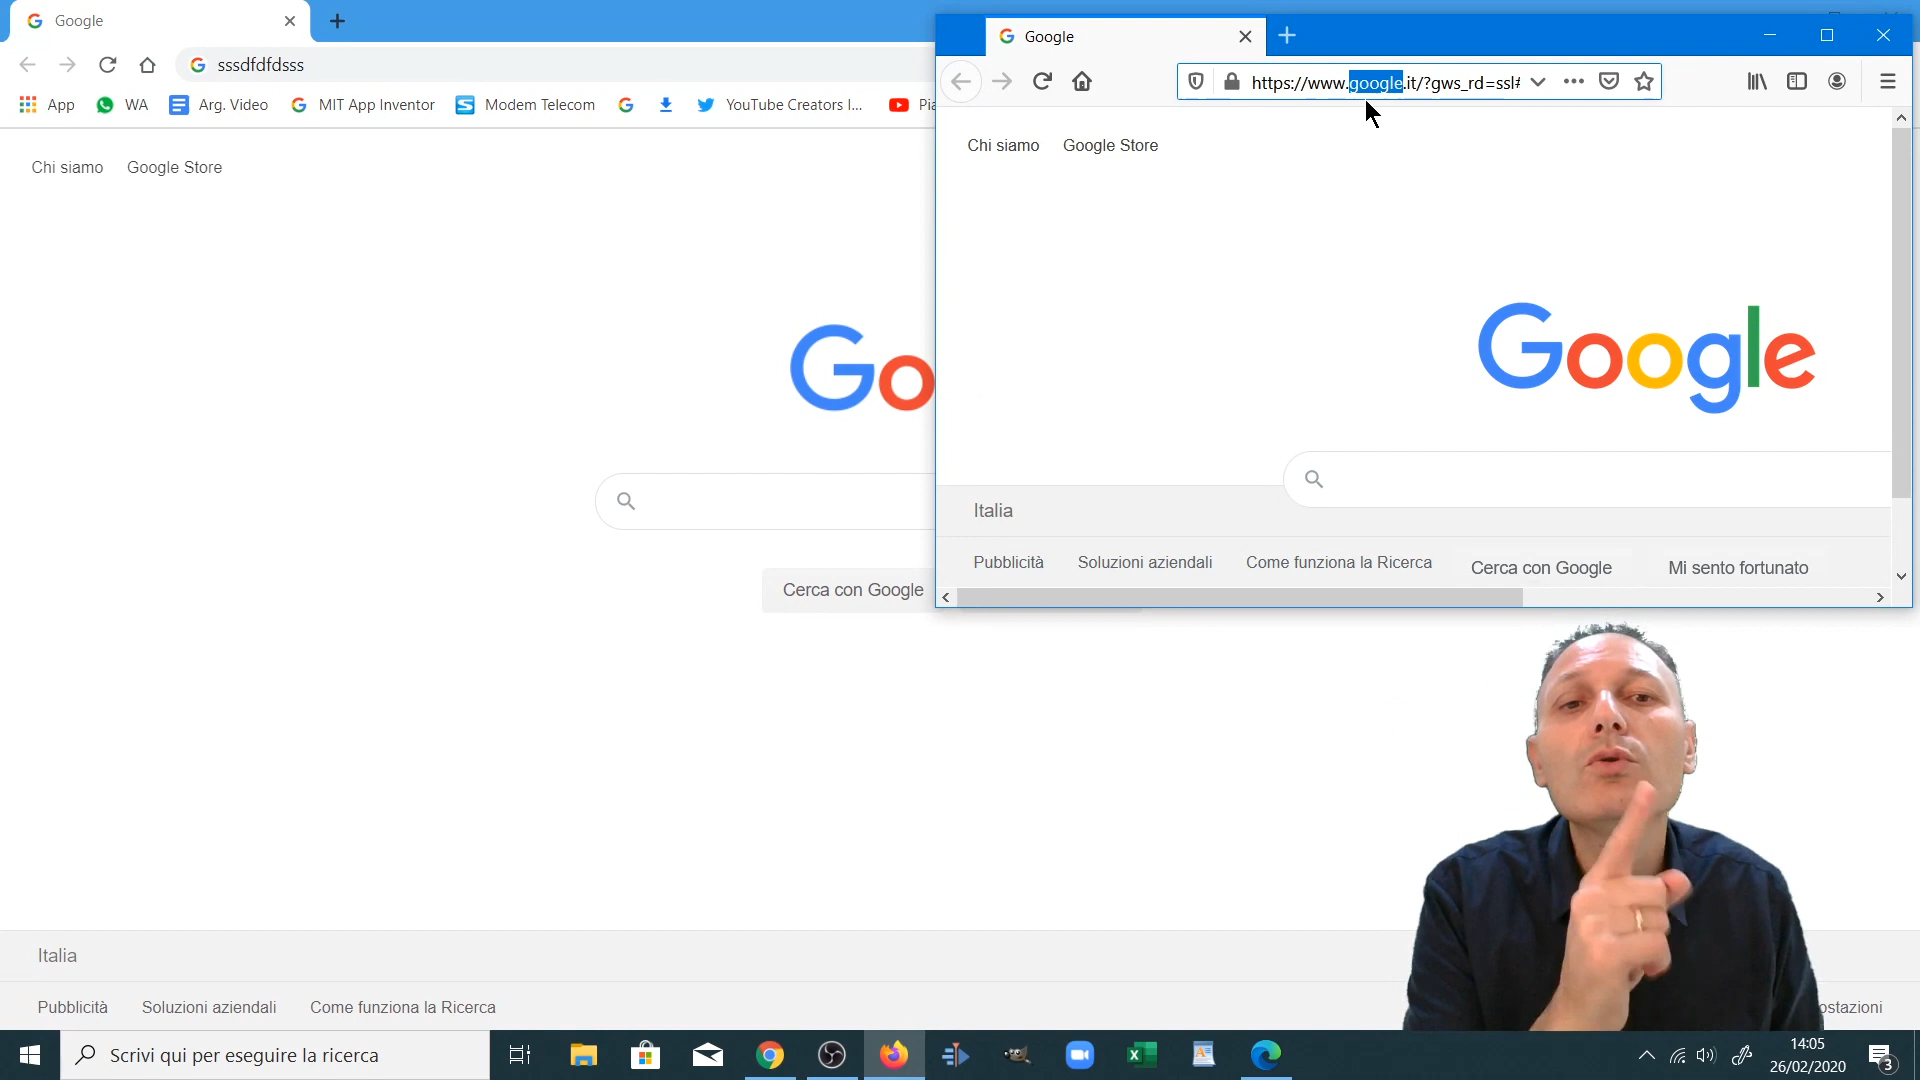 Google
sssdfdfdsss
App
WA
Arg. Video
MIT App Inventor
Modem Telecom
YouTube Creators I...
Chi siamo
Google Store
Go
Cerca con Google
Italia
Pubblicità
Soluzioni aziendali
Come funziona la Ricerca
ostazioni
Google
https://www.google.it/?gws_rd=ssl#
Chi siamo
Google Store
Google
Italia
Pubblicità
Soluzioni aziendali
Come funziona la Ricerca
Cerca con Google
Mi sento fortunato
Scrivi qui per eseguire la ricerca
14:05
26/02/2020
3